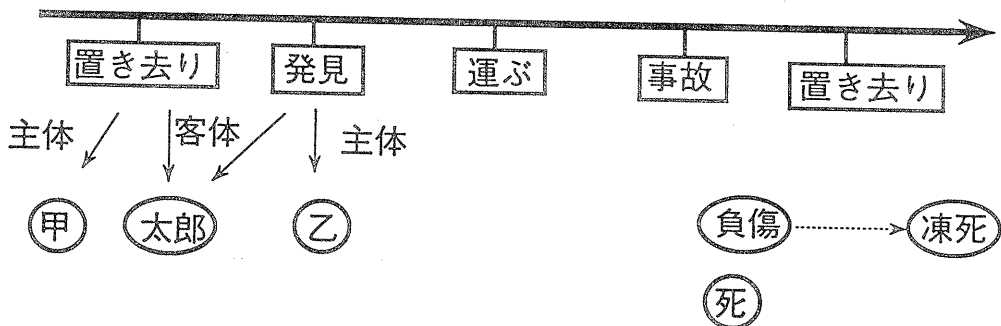 置き去り 発見 運ぶ 事故 置き去り
主体 客体 主体
甲 太郎 乙 負傷 凍死
死